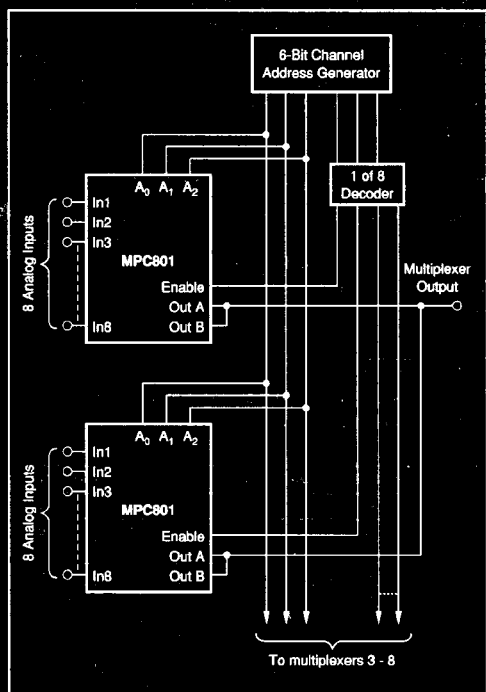 6-Bit Channel
Address Generator
1 of 8
Decoder
A0 A1 A2
8 Analog Inputs
In1
In2
In3
In8
MPC801
Enable
Out A
Out B
Multiplexer
Output
A0 A1 A2
8 Analog Inputs
In1
In2
In3
In8
MPC801
Enable
Out A
Out B
To multiplexers 3 - 8